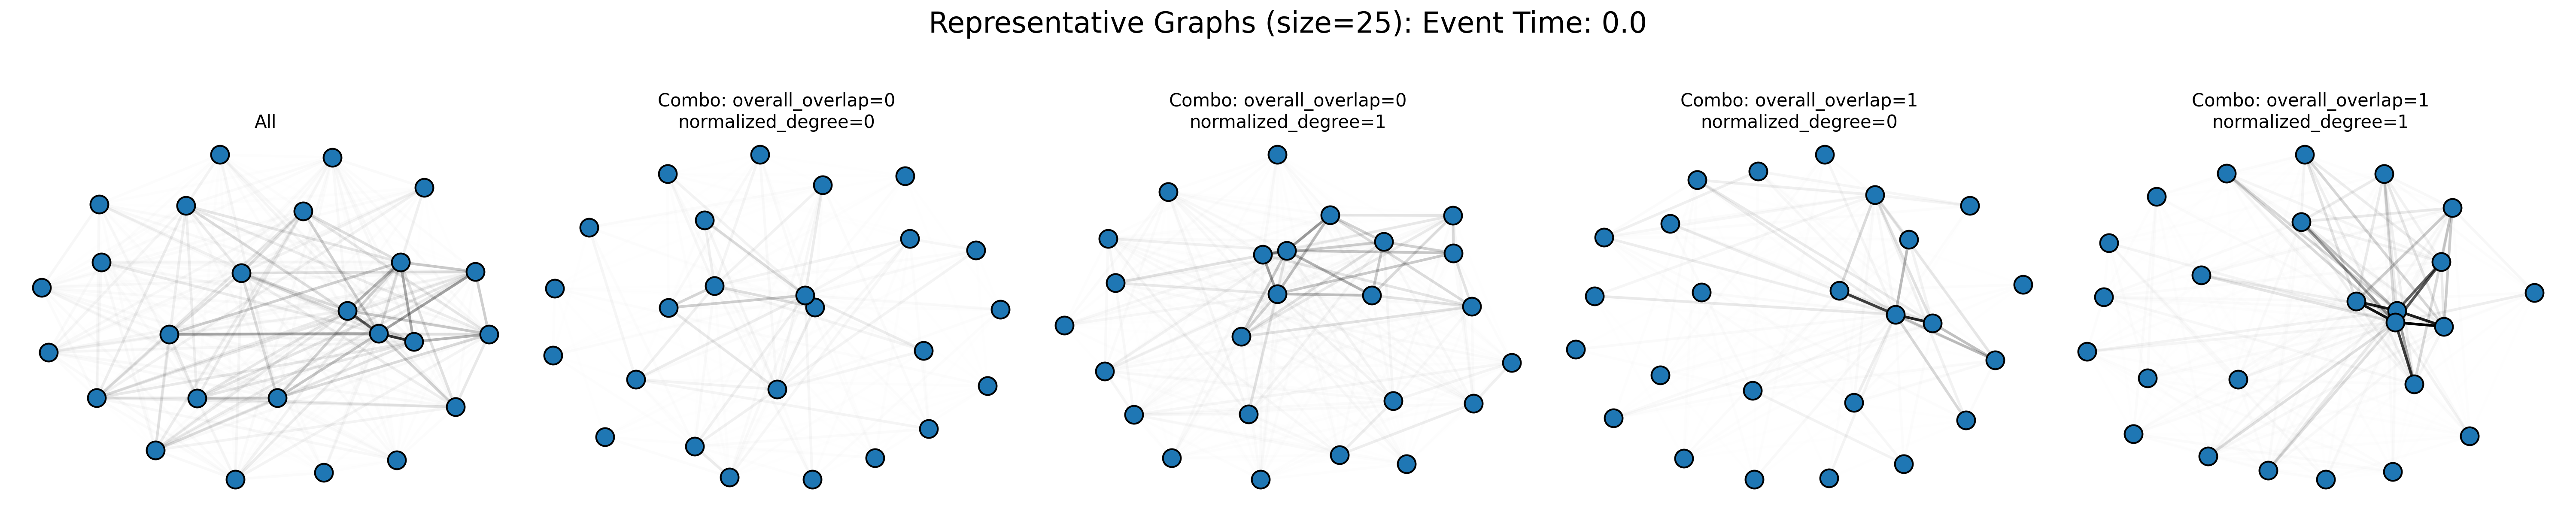 Representative Graphs (size=25): Event Time: 0.0
All
Combo: overall_overlap=0
normalized_degree=0
Combo: overall_overlap=0
normalized_degree=1
Combo: overall_overlap=1
normalized_degree=0
Combo: overall_overlap=1
normalized_degree=1